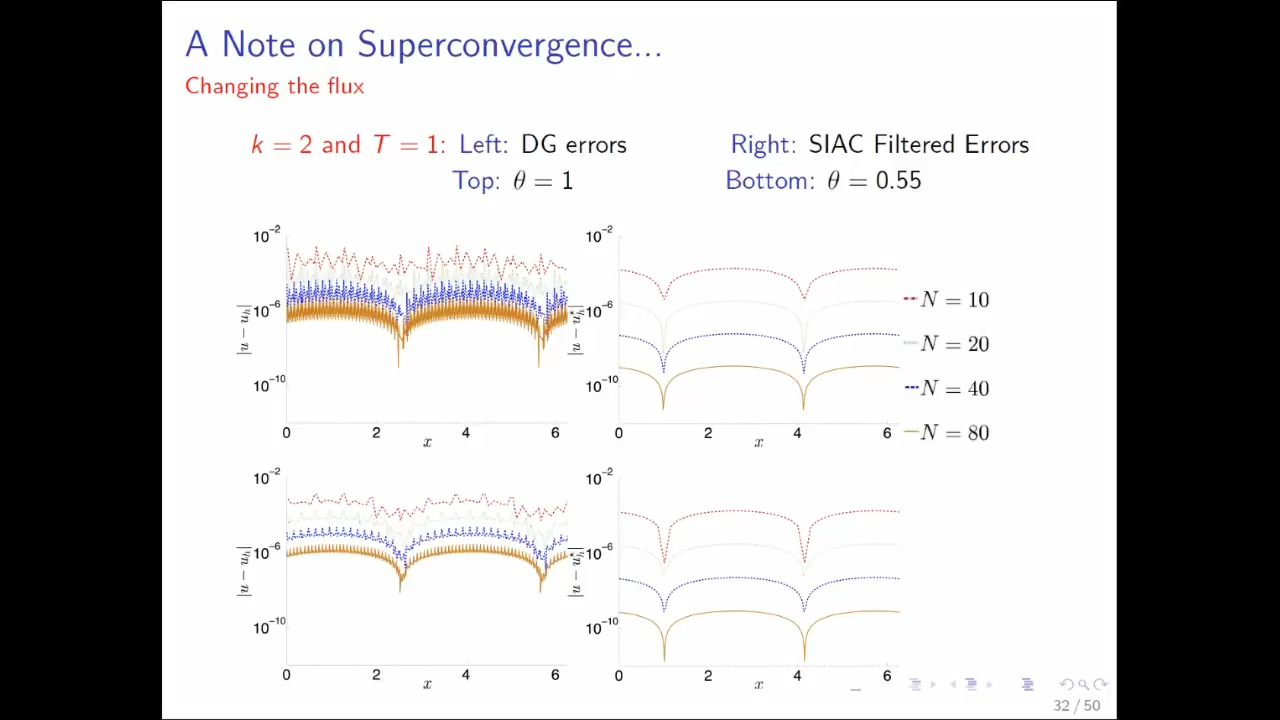 A Note on Superconvergence...
Changing the flux
k = 2 and T = 1: Left: DG errors Right: SIAC Filtered Errors
Top: θ = 1 Bottom: θ = 0.55
10^-2
10^-6
10^-10
|u − u_h|
0 2 4 6
x
10^-2
10^-6
10^-10
|u − u_h^*|
0 2 4 6
x
N = 10
N = 20
N = 40
N = 80
10^-2
10^-6
10^-10
|u − u_h|
0 2 4 6
x
10^-2
10^-6
10^-10
|u − u_h^*|
0 2 4 6
x
32 / 50